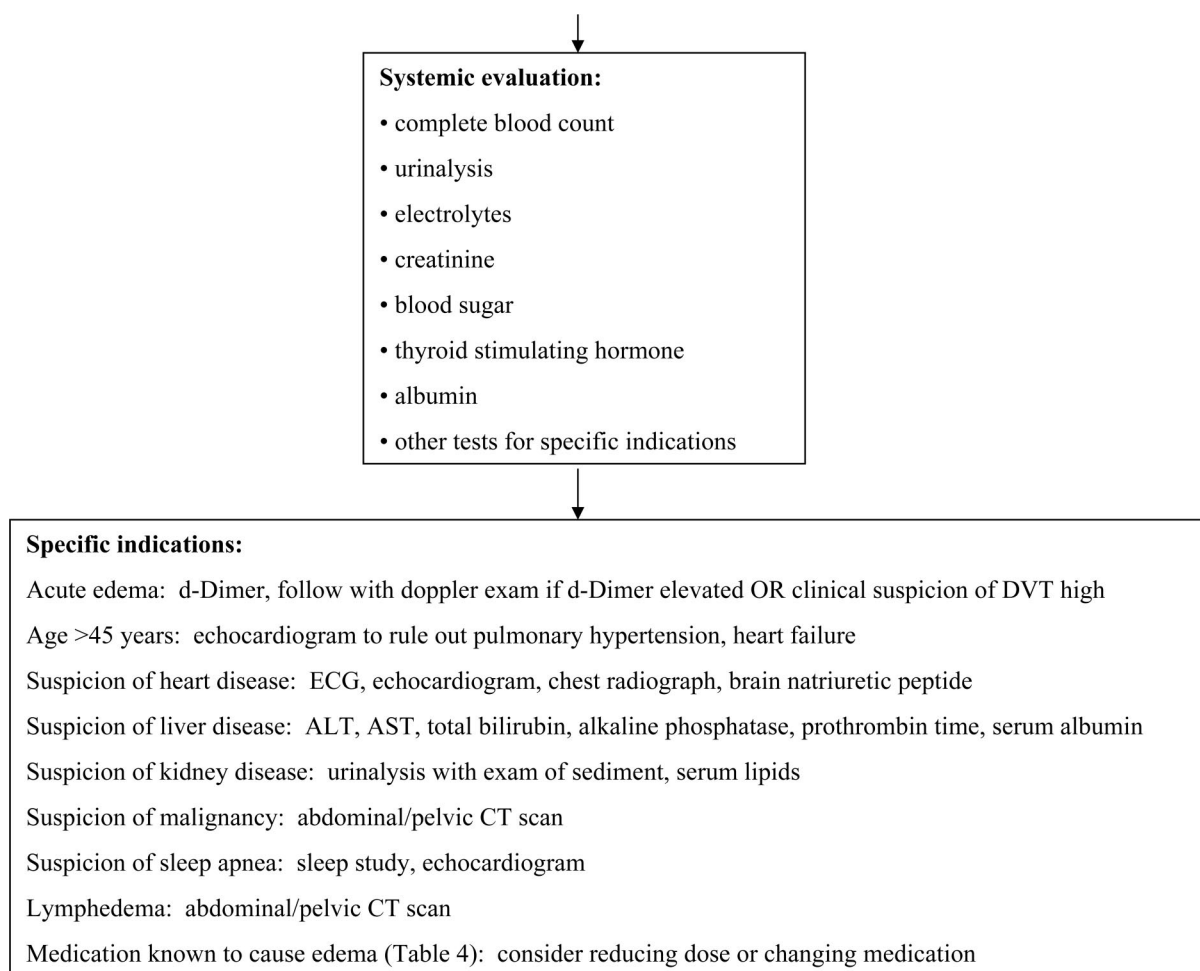 Systemic evaluation:
• complete blood count
• urinalysis
• electrolytes
• creatinine
• blood sugar
• thyroid stimulating hormone
• albumin
• other tests for specific indications
Specific indications:
Acute edema: d-Dimer, follow with doppler exam if d-Dimer elevated OR clinical suspicion of DVT high
Age >45 years: echocardiogram to rule out pulmonary hypertension, heart failure
Suspicion of heart disease: ECG, echocardiogram, chest radiograph, brain natriuretic peptide
Suspicion of liver disease: ALT, AST, total bilirubin, alkaline phosphatase, prothrombin time, serum albumin
Suspicion of kidney disease: urinalysis with exam of sediment, serum lipids
Suspicion of malignancy: abdominal/pelvic CT scan
Suspicion of sleep apnea: sleep study, echocardiogram
Lymphedema: abdominal/pelvic CT scan
Medication known to cause edema (Table 4): consider reducing dose or changing medication